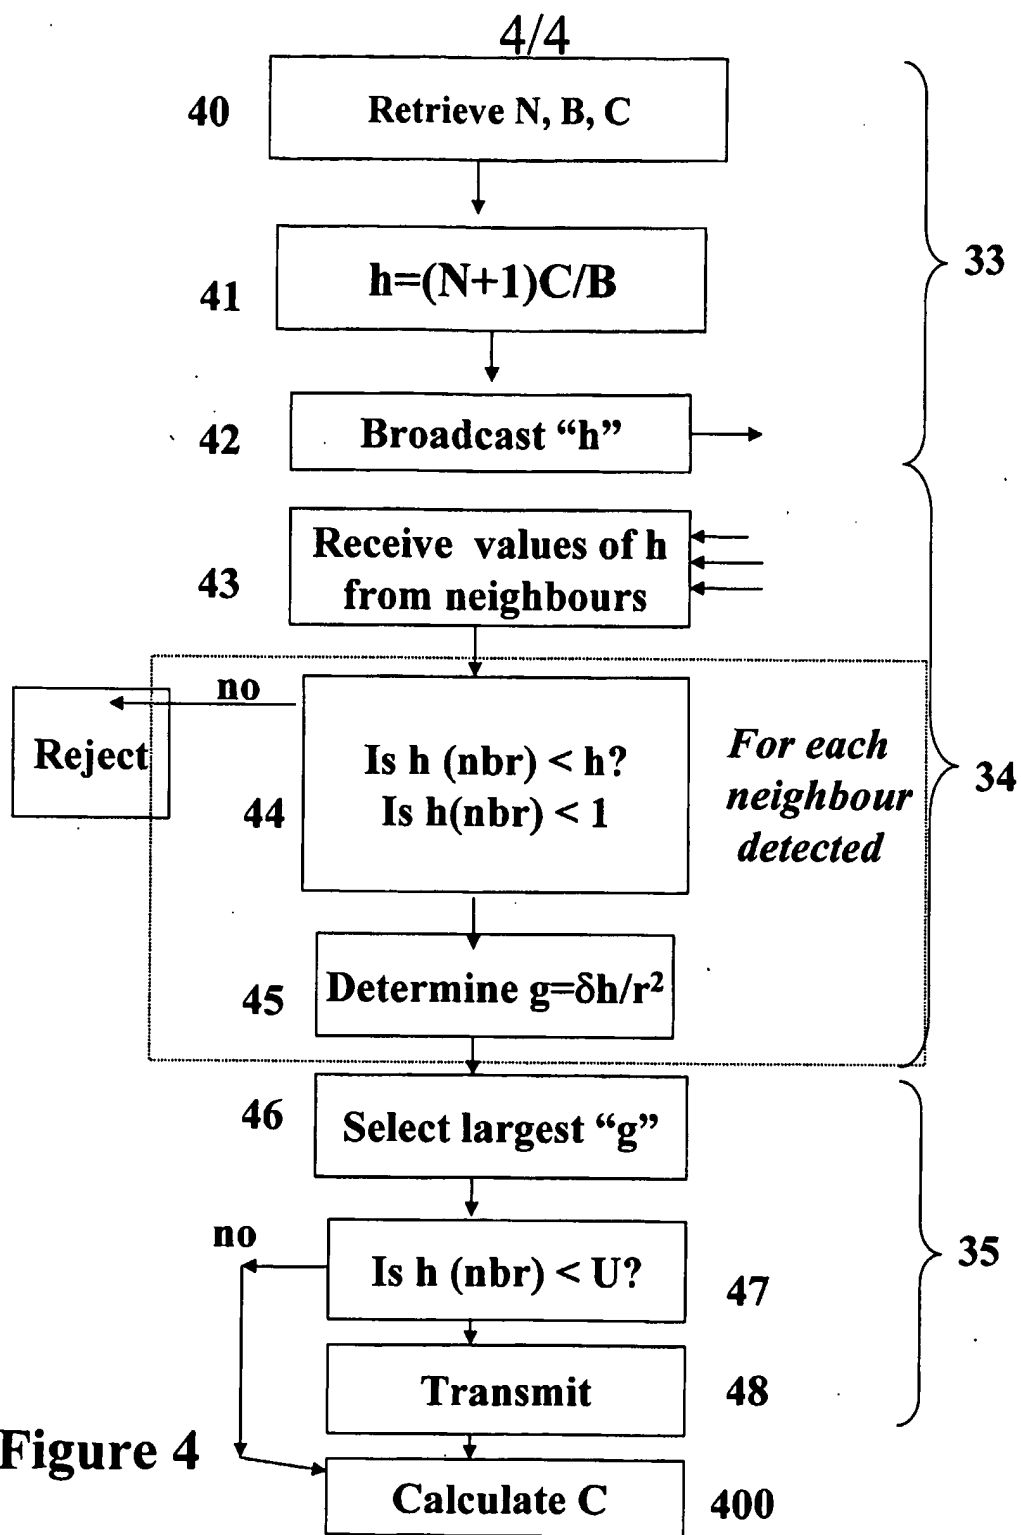 4/4
40
Retrieve N, B, C
41
h=(N+1)C/B
33
42
Broadcast “h”
43
Receive values of h
from neighbours
no
Reject
44
Is h (nbr) < h?
Is h(nbr) < 1
For each
neighbour
detected
34
45
Determine g=δh/r²
46
Select largest “g”
no
Is h (nbr) < U?
47
35
Transmit
48
Figure 4
Calculate C
400